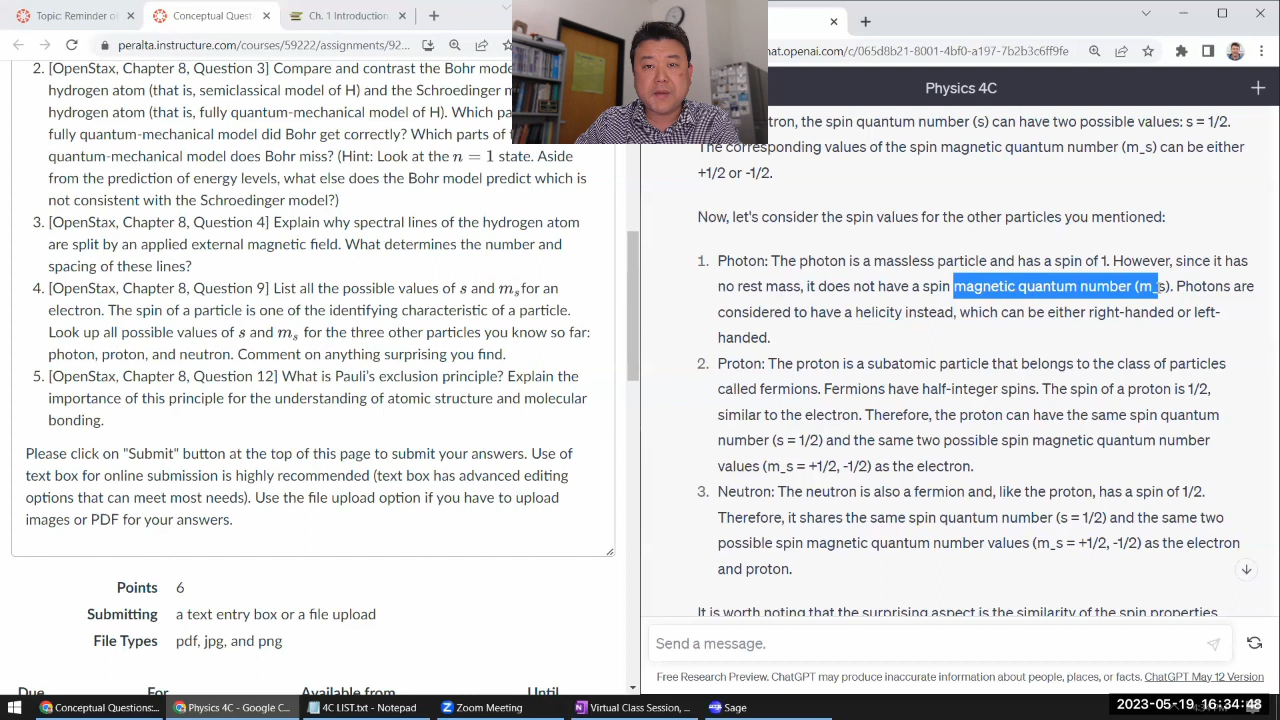 Topic: Reminder of
Conceptual Quest
Ch. 1 Introduction
peralta.instructure.com/courses/59222/assignments/92...
2. [OpenStax, Chapter 8, Question 3] Compare and contrast the Bohr mode
hydrogen atom (that is, semiclassical model of H) and the Schroedinger m
hydrogen atom (that is, fully quantum-mechanical model of H). Which pa
fully quantum-mechanical model did Bohr get correctly? Which parts of
quantum-mechanical model does Bohr miss? (Hint: Look at the n = 1 state. Aside
from the prediction of energy levels, what else does the Bohr model predict which is
not consistent with the Schroedinger model?)
3. [OpenStax, Chapter 8, Question 4] Explain why spectral lines of the hydrogen atom
are split by an applied external magnetic field. What determines the number and
spacing of these lines?
4. [OpenStax, Chapter 8, Question 9] List all the possible values of s and mₛ for an
electron. The spin of a particle is one of the identifying characteristic of a particle.
Look up all possible values of s and mₛ for the three other particles you know so far:
photon, proton, and neutron. Comment on anything surprising you find.
5. [OpenStax, Chapter 8, Question 12] What is Pauli's exclusion principle? Explain the
importance of this principle for the understanding of atomic structure and molecular
bonding.
Please click on "Submit" button at the top of this page to submit your answers. Use of
text box for online submission is highly recommended (text box has advanced editing
options that can meet most needs). Use the file upload option if you have to upload
images or PDF for your answers.
Points 6
Submitting a text entry box or a file upload
File Types pdf, jpg, and png
Due For Available from Until
hat.openai.com/c/065d8b21-8001-4bf0-a197-7b2b3c6ff9fe
Physics 4C
tron, the spin quantum number (s) can have two possible values: s = 1/2.
The corresponding values of the spin magnetic quantum number (m_s) can be either
+1/2 or -1/2.
Now, let's consider the spin values for the other particles you mentioned:
1. Photon: The photon is a massless particle and has a spin of 1. However, since it has
no rest mass, it does not have a spin magnetic quantum number (m_s). Photons are
considered to have a helicity instead, which can be either right-handed or left-
handed.
2. Proton: The proton is a subatomic particle that belongs to the class of particles
called fermions. Fermions have half-integer spins. The spin of a proton is 1/2,
similar to the electron. Therefore, the proton can have the same spin quantum
number (s = 1/2) and the same two possible spin magnetic quantum number
values (m_s = +1/2, -1/2) as the electron.
3. Neutron: The neutron is also a fermion and, like the proton, has a spin of 1/2.
Therefore, it shares the same spin quantum number (s = 1/2) and the same two
possible spin magnetic quantum number values (m_s = +1/2, -1/2) as the electron
and proton.
It is worth noting that the surprising aspect is the similarity of the spin properties
Send a message.
Free Research Preview. ChatGPT may produce inaccurate information about people, places, or facts. ChatGPT May 12 Version
Conceptual Questions:...
Physics 4C - Google C...
4C LIST.txt - Notepad
Zoom Meeting
Virtual Class Session, ...
Sage
2023-05-19 16:34:48